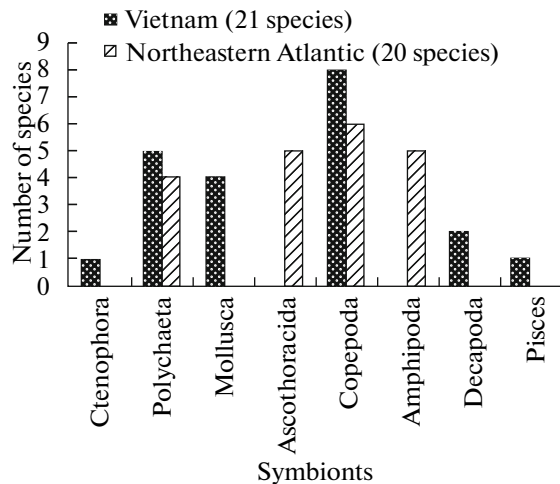 Vietnam (21 species)
Northeastern Atlantic (20 species)
Number of species
9
8
7
6
5
4
3
2
1
0
Ctenophora
Polychaeta
Mollusca
Ascothoracida
Copepoda
Amphipoda
Decapoda
Pisces
Symbionts